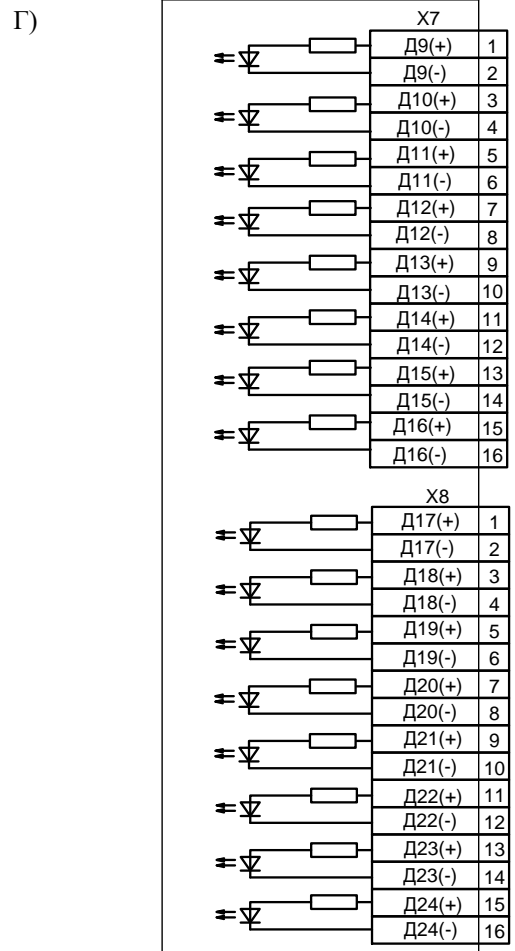 Г)
X7
Д9(+) 1
Д9(-) 2
Д10(+) 3
Д10(-) 4
Д11(+) 5
Д11(-) 6
Д12(+) 7
Д12(-) 8
Д13(+) 9
Д13(-) 10
Д14(+) 11
Д14(-) 12
Д15(+) 13
Д15(-) 14
Д16(+) 15
Д16(-) 16
X8
Д17(+) 1
Д17(-) 2
Д18(+) 3
Д18(-) 4
Д19(+) 5
Д19(-) 6
Д20(+) 7
Д20(-) 8
Д21(+) 9
Д21(-) 10
Д22(+) 11
Д22(-) 12
Д23(+) 13
Д23(-) 14
Д24(+) 15
Д24(-) 16